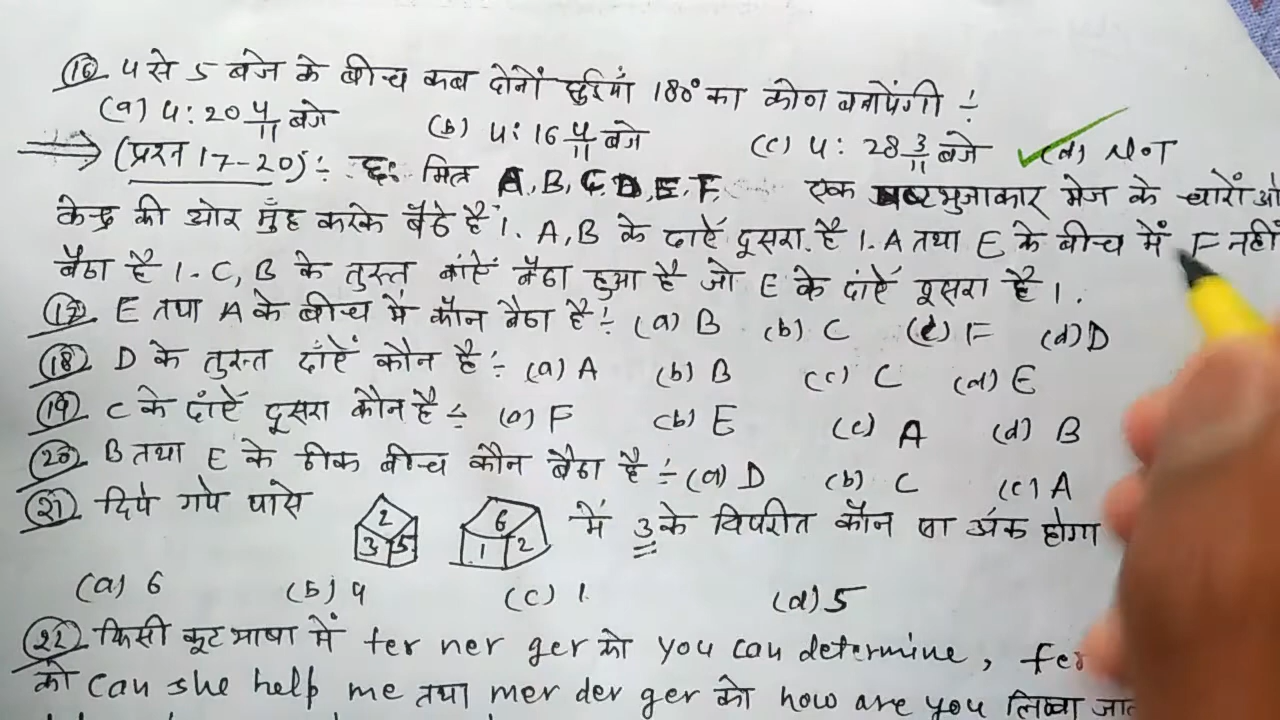 (16) 4 से 5 बजे के बीच कब दोनों सुईयां 180° का कोण बनायेंगी ÷
(a) 4:20 4/11 बजे (b) 4:16 4/11 बजे (c) 4:28 3/11 बजे (d) NOT
(प्रश्न 17-20)÷ छः मित्र A, B, C, D, E, F, एक षष्टभुजाकार मेज के चारों ओ
केन्द्र की ओर मुँह करके बैठे है।. A, B के दाऐं दूसरा है।. A तथा E के बीच में F नहीं
बैठा है।. C, B के तुरन्त बांऐं बैठा हुआ है जो E के दांऐं दूसरा है।.
(17) E तथा A के बीच में कौन बैठा है÷ (a) B (b) C (c) F (d) D
(18) D के तुरन्त दांऐं कौन है÷ (a) A (b) B (c) C (d) E
(19) C के दांऐं दूसरा कौन है÷ (a) F (b) E (c) A (d) B
(20) B तथा E के ठीक बीच कौन बैठा है÷ (a) D (b) C (c) A
(21) दिये गये पासे 2 3 5 6 1 2 में 3 के विपरीत कौन सा अंक होगा
(a) 6 (b) 4 (c) 1 (d) 5
(22) किसी कूट भाषा में ter ner ger को you can determine, fer
को can she help me तथा mer der ger को how are you लिखा जात